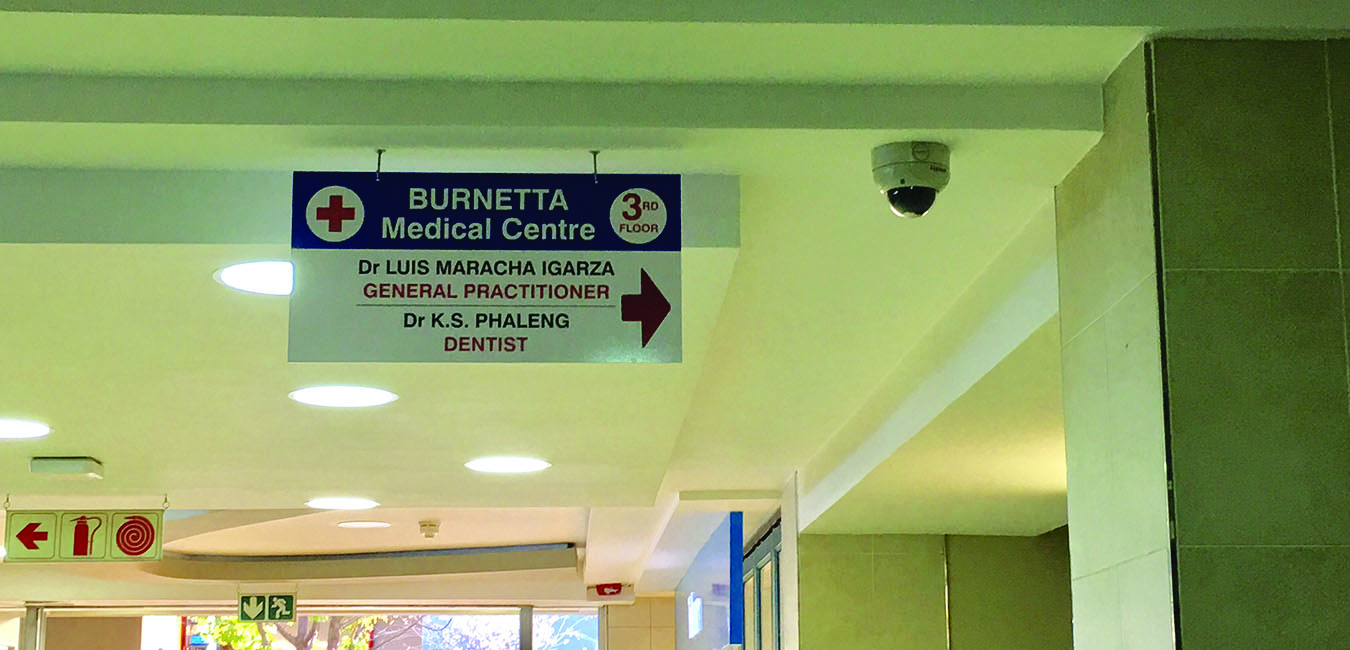 BURNETTA
Medical Centre
3RD
FLOOR
Dr LUIS MARACHA IGARZA
GENERAL PRACTITIONER
Dr K.S. PHALENG
DENTIST